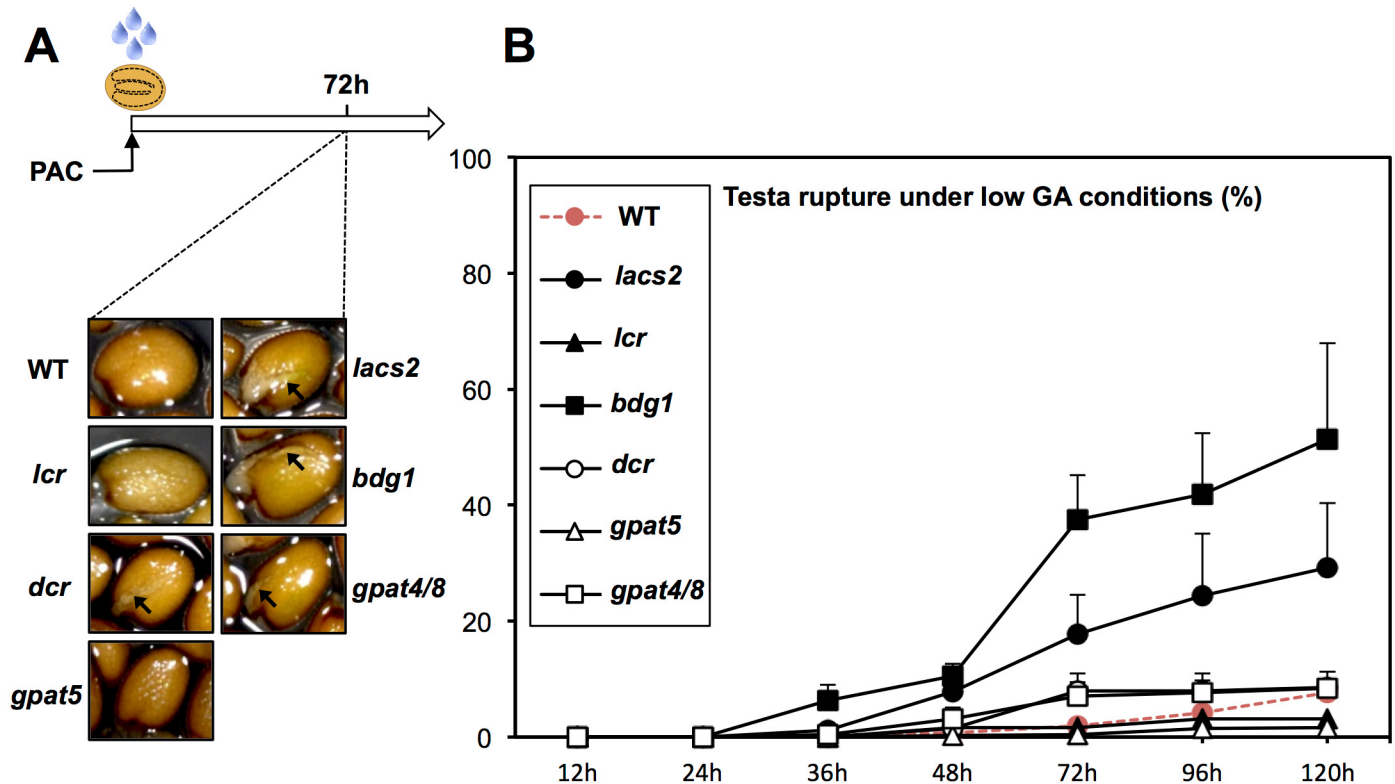 A
72h
PAC
WT
lacs2
lcr
bdg1
dcr
gpat4/8
gpat5
B
Testa rupture under low GA conditions (%)
WT
lacs2
lcr
bdg1
dcr
gpat5
gpat4/8
100
80
60
40
20
0
12h 24h 36h 48h 72h 96h 120h